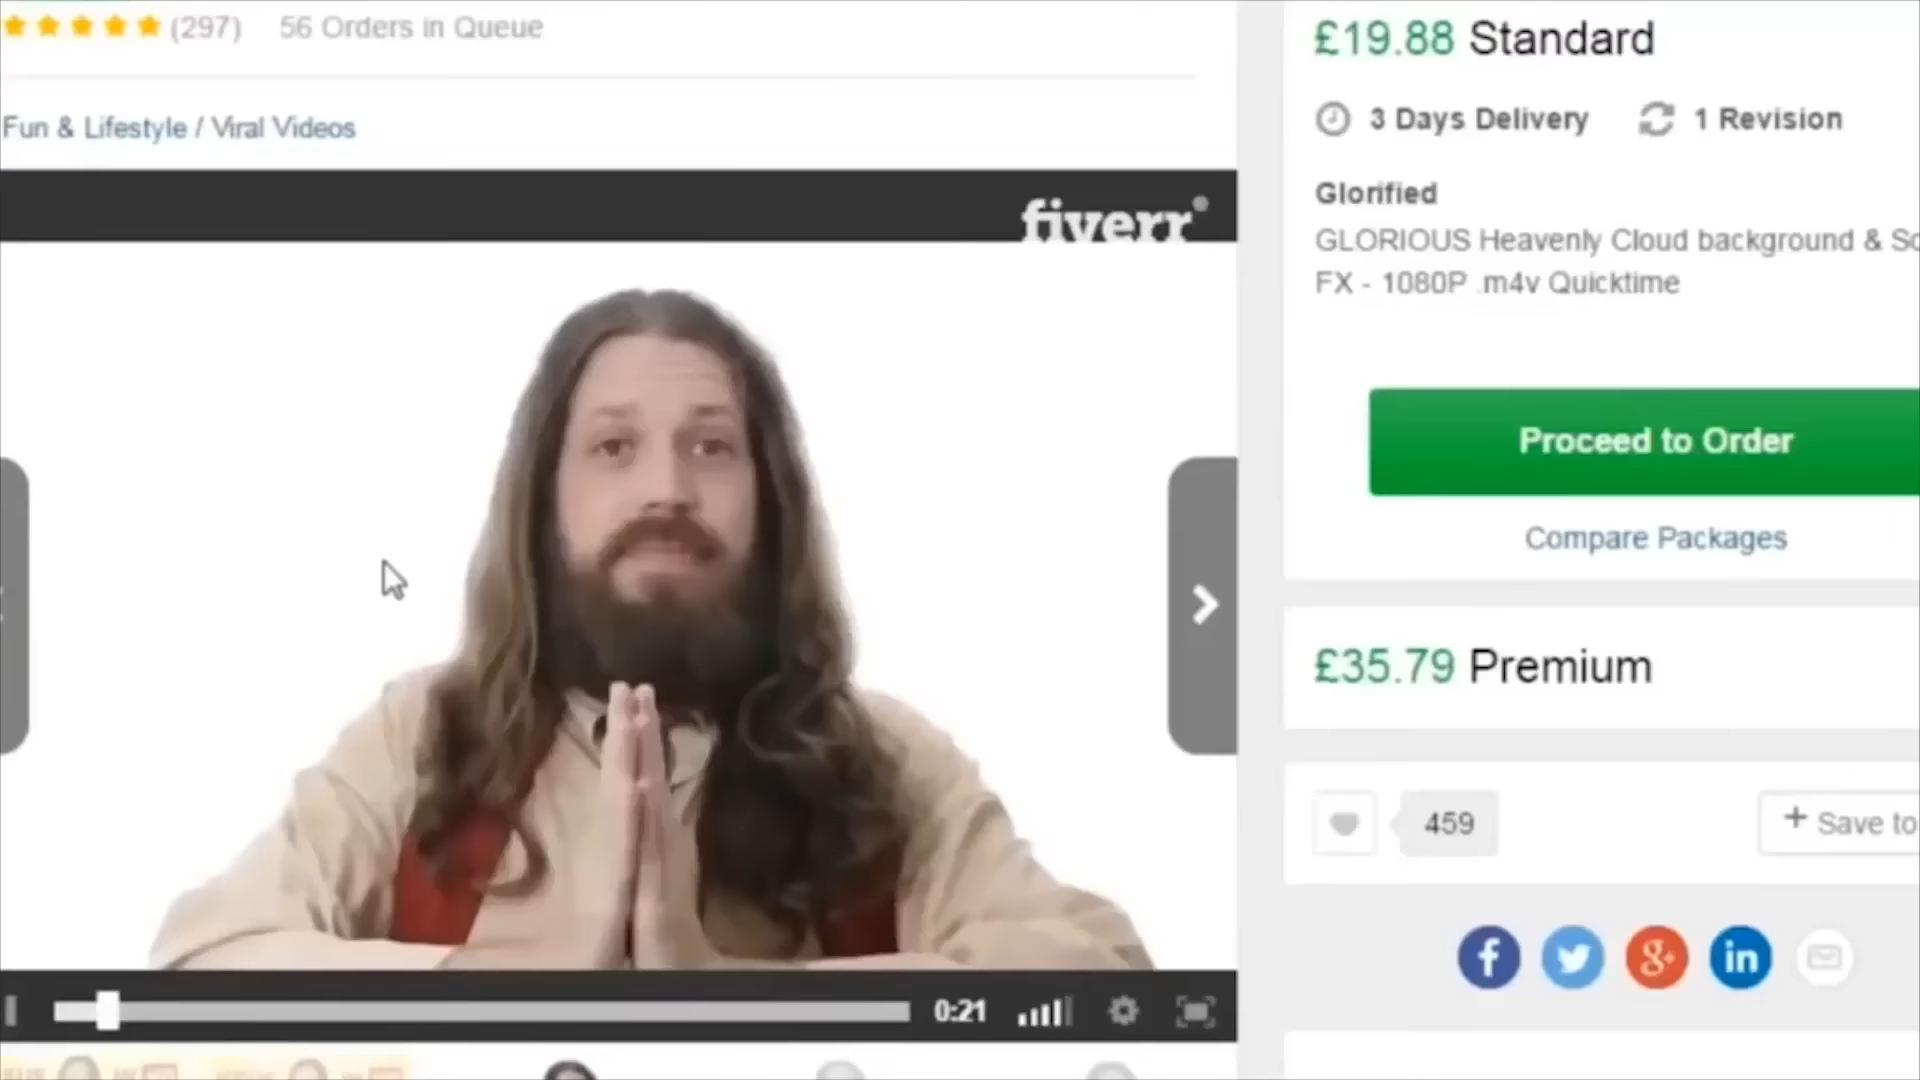 (297) 56 Orders in Queue
Fun & Lifestyle / Viral Videos
fiverr
0:21
£19.88 Standard
3 Days Delivery 1 Revision
Glorified
GLORIOUS Heavenly Cloud background &
FX - 1080P .m4v Quicktime
Proceed to Order
Compare Packages
£35.79 Premium
459
+ Save to
f g+ in